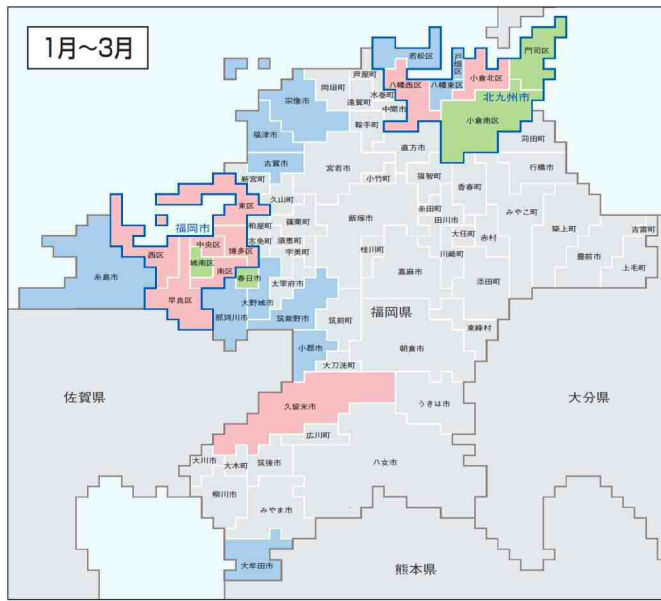 1月～3月
若松区
戸畑区
門司区
小倉北区
八幡西区
八幡東区
北九州市
小倉南区
芦屋町
岡垣町
水巻町
遠賀町
中間市
宗像市
鞍手町
苅田町
福津市
直方市
行橋市
古賀市
宮若市
福智町
小竹町
香春町
新宮町
久山町
糸田町
みやこ町
東区
篠栗町
飯塚市
田川市
吉富町
福岡市
粕屋町
大任町
赤村
築上町
中央区
志免町
須恵町
西区
博多区
宇美町
桂川町
川崎町
豊前市
城南区
南区
上毛町
糸島市
春日市
太宰府市
嘉麻市
添田町
早良区
大野城市
那珂川市
筑紫野市
筑前町
福岡県
東峰村
小郡市
朝倉市
大刀洗町
佐賀県
大分県
久留米市
うきは市
広川町
大川市
大木町
筑後市
八女市
柳川市
みやま市
大牟田市
熊本県